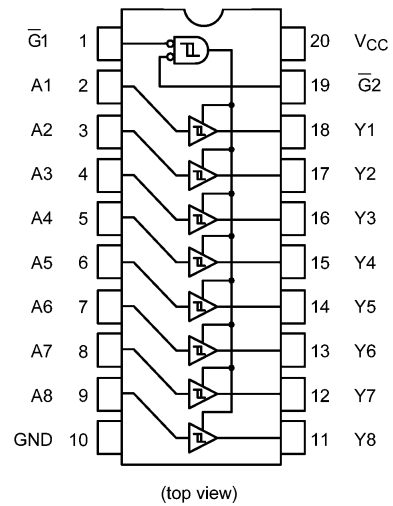 G̅1 1 20 VCC
A1 2 19 G̅2
A2 3 18 Y1
A3 4 17 Y2
A4 5 16 Y3
A5 6 15 Y4
A6 7 14 Y5
A7 8 13 Y6
A8 9 12 Y7
GND 10 11 Y8
(top view)